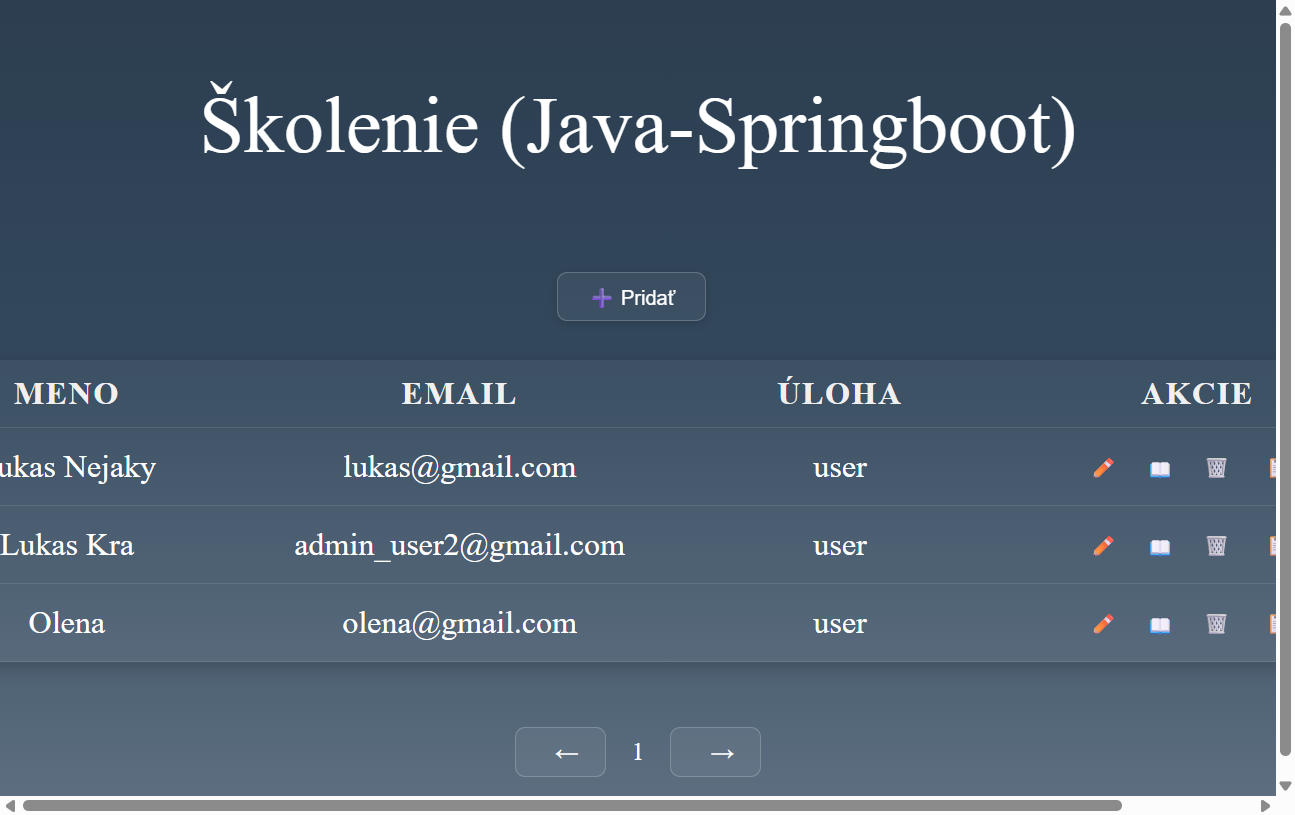 Školenie (Java-Springboot)
Pridať
MENO EMAIL ÚLOHA AKCIE
ukas Nejaky lukas@gmail.com user
Lukas Kra admin_user2@gmail.com user
Olena olena@gmail.com user
← 1 →